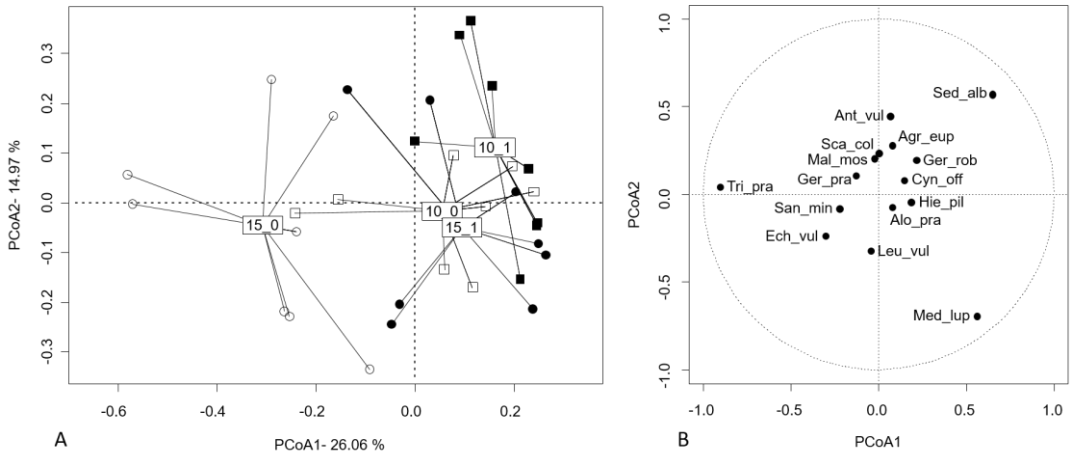 0.3
0.2
0.1
0.0
-0.1
-0.2
-0.3
PCoA2- 14.97 %
15_0
10_1
10_0
15_1
-0.6
-0.4
-0.2
0.0
0.2
PCoA1- 26.06 %
A
1.0
0.5
0.0
-0.5
-1.0
PCoA2
Sed_alb
Ant_vul
Agr_eup
Sca_col
Mal_mos
Ger_rob
Ger_pra
Cyn_off
Tri_pra
San_min
Hie_pil
Alo_pra
Ech_vul
Leu_vul
Med_lup
-1.0
-0.5
0.0
0.5
1.0
PCoA1
B